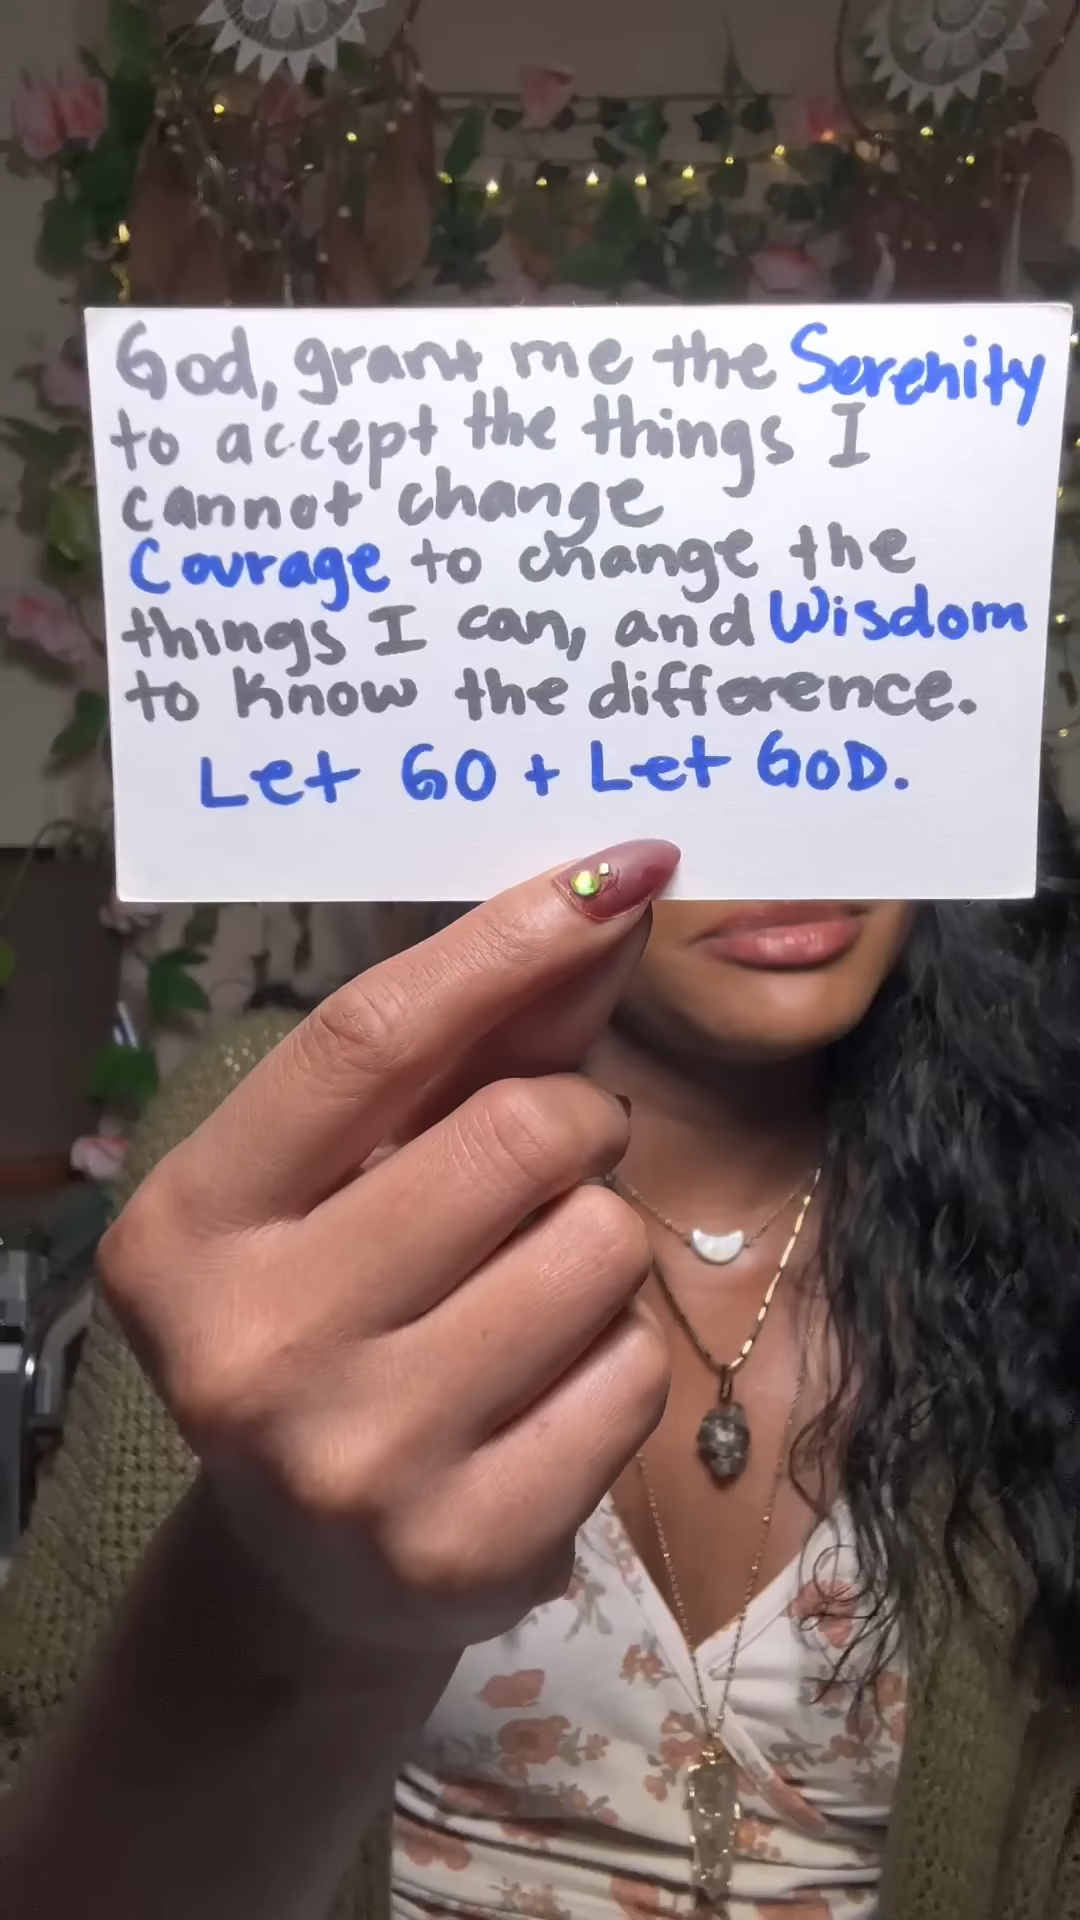 God, grant me the Serenity
to accept the things I
cannot change
Courage to change the
things I can, and Wisdom
to know the difference.
Let GO + Let GoD.